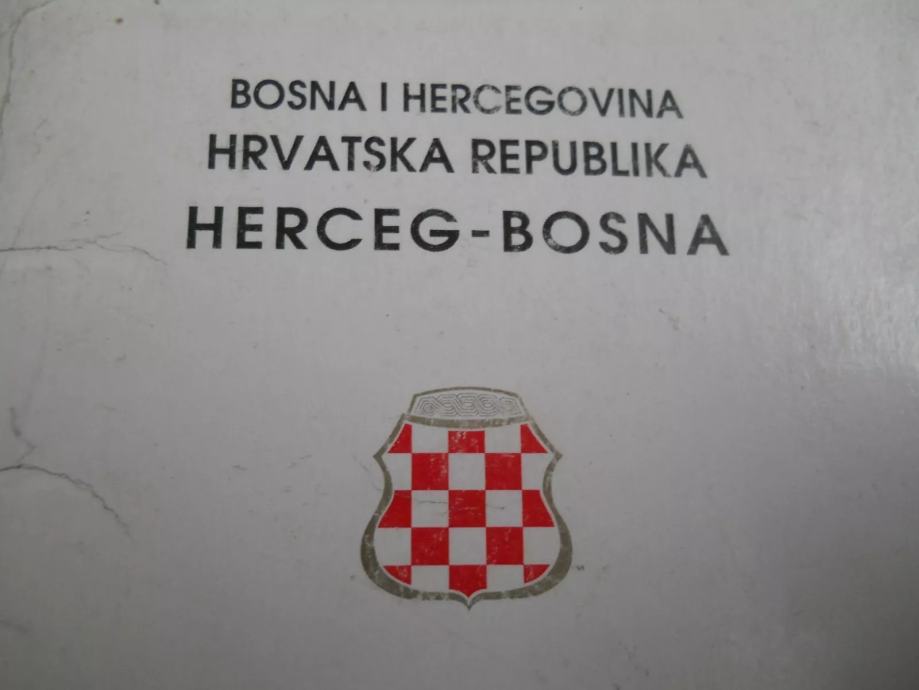 BOSNA I HERCEGOVINA
HRVATSKA REPUBLIKA
HERCEG-BOSNA